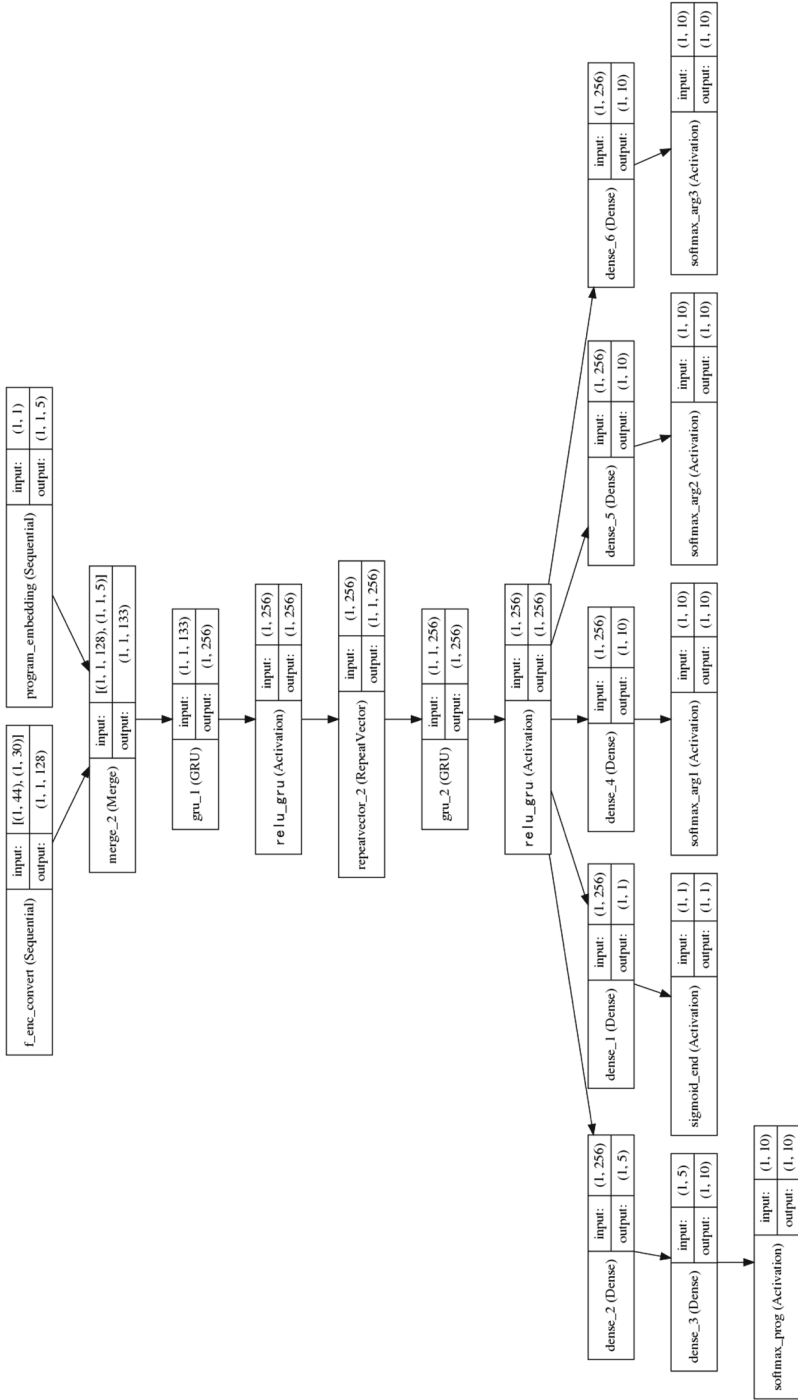 f_enc_convert (Sequential)
input:
[(1, 44), (1, 30)]
output:
(1, 1, 128)
program_embedding (Sequential)
input:
(1, 1)
output:
(1, 1, 5)
merge_2 (Merge)
input:
[(1, 1, 128), (1, 1, 5)]
output:
(1, 1, 133)
gru_1 (GRU)
input:
(1, 1, 133)
output:
(1, 256)
relu_gru (Activation)
input:
(1, 256)
output:
(1, 256)
repeatvector_2 (RepeatVector)
input:
(1, 256)
output:
(1, 1, 256)
gru_2 (GRU)
input:
(1, 1, 256)
output:
(1, 256)
relu_gru (Activation)
input:
(1, 256)
output:
(1, 256)
dense_2 (Dense)
input:
(1, 256)
output:
(1, 5)
dense_1 (Dense)
input:
(1, 256)
output:
(1, 1)
dense_4 (Dense)
input:
(1, 256)
output:
(1, 10)
dense_5 (Dense)
input:
(1, 256)
output:
(1, 10)
dense_6 (Dense)
input:
(1, 256)
output:
(1, 10)
dense_3 (Dense)
input:
(1, 5)
output:
(1, 10)
sigmoid_end (Activation)
input:
(1, 1)
output:
(1, 1)
softmax_arg1 (Activation)
input:
(1, 10)
output:
(1, 10)
softmax_arg2 (Activation)
input:
(1, 10)
output:
(1, 10)
softmax_arg3 (Activation)
input:
(1, 10)
output:
(1, 10)
softmax_prog (Activation)
input:
(1, 10)
output:
(1, 10)